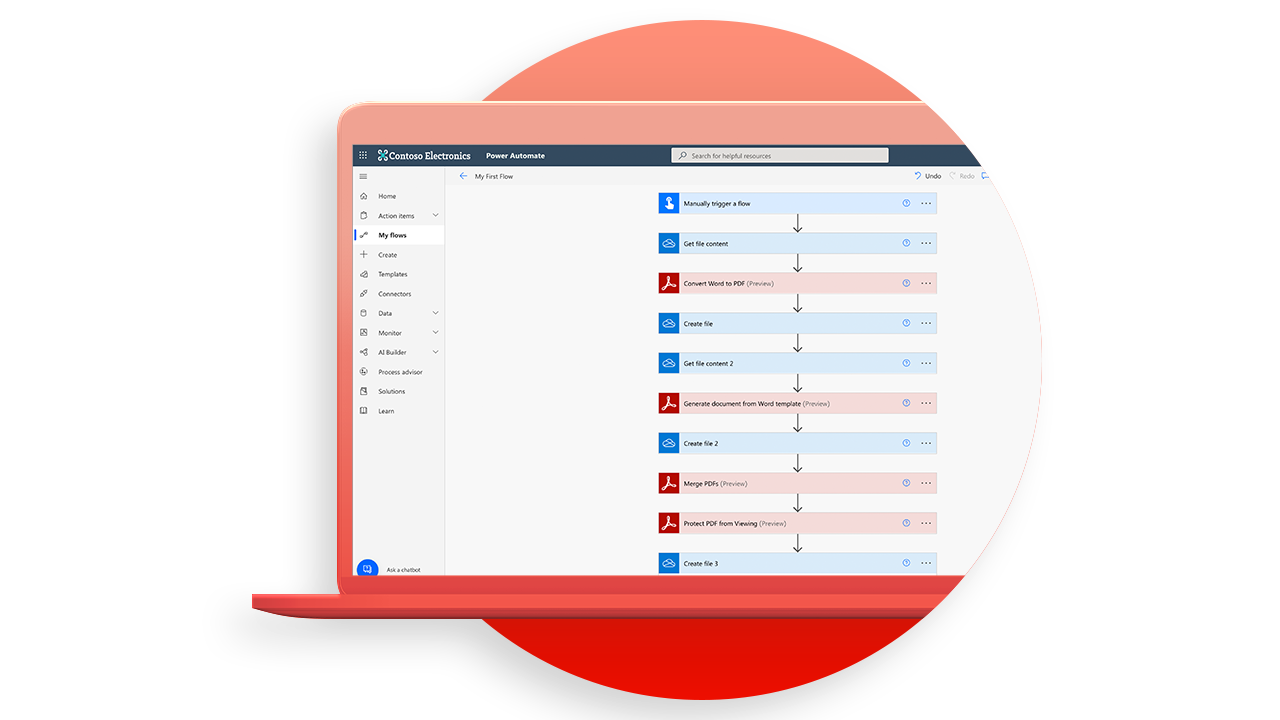 Contoso Electronics Power Automate Search for helpful resources
My First Flow Undo Redo
Home
Action items
My flows
Create
Templates
Connectors
Data
Monitor
AI Builder
Process advisor
Solutions
Learn
Ask a chatbot
Manually trigger a flow
Get file content
Convert Word to PDF (Preview)
Create file
Get file content 2
Generate document from Word template (Preview)
Create file 2
Merge PDFs (Preview)
Protect PDF from Viewing (Preview)
Create file 3